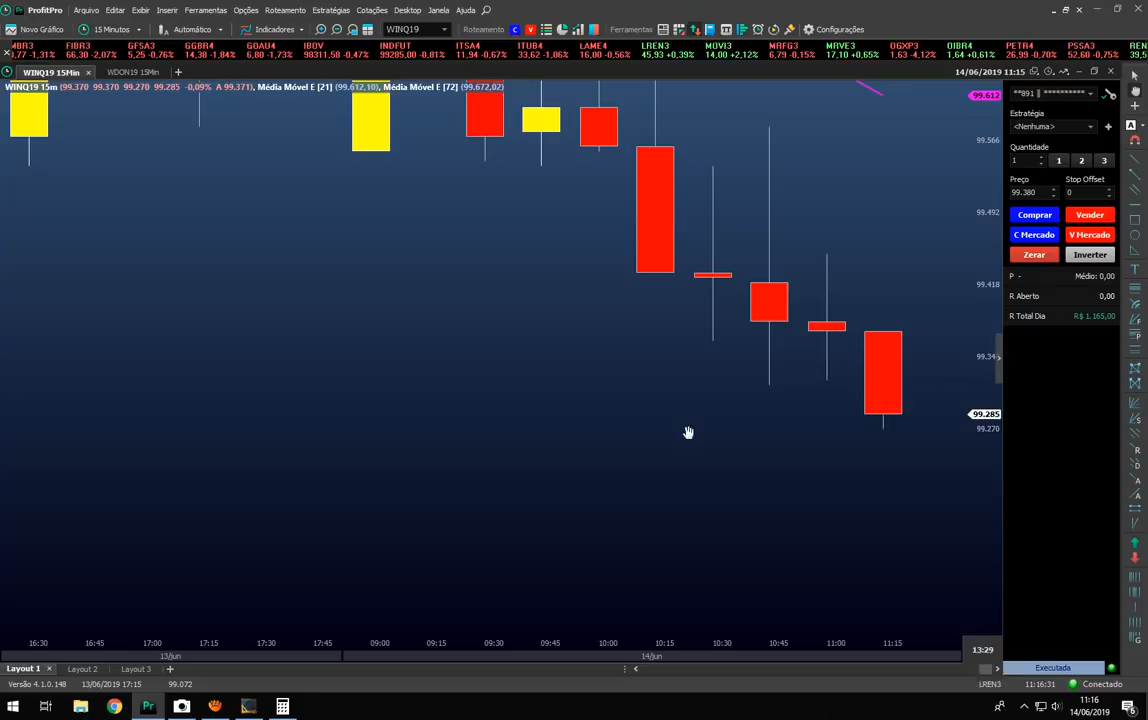 ProfitPro Arquivo Editar Exibir Inserir Ferramentas Opções Roteamento Estratégias Cotações Desktop Janela Ajuda
Novo Gráfico 15 Minutos Automático Indicadores WINQ19 Roteamento C V Ferramentas Configurações
MBR3 FIBR3 GFSA3 GGBR4 GOAU4 IBOV INDFUT ITSA4 ITUB4 LAME4 LREN3 MOVI3 MRFG3 MRVE3 OGXP3 OIBR4 PETR4 PSSA3 REN
,77 -1,31% 66,30 -2,07% 5,25 -0,76% 14,38 -1,84% 6,80 -1,73% 98311,58 -0,47% 99285,00 -0,81% 11,94 -0,67% 33,62 -1,06% 16,00 -0,56% 45,93 +0,39% 14,00 +2,12% 6,79 -0,15% 17,10 +0,65% 1,63 -4,12% 1,64 +0,61% 26,99 -0,70% 52,60 -0,75% 39,5
WINQ19 15Min WDON19 15Min 14/06/2019 11:15
WINQ19 15m (99.370 99.370 99.270 99.285 -0,09% A 99.371), Média Móvel E [21] (99.612,10), Média Móvel E [72] (99.672,02)
99.612
99.566
99.492
99.418
99.34
99.285
99.270
**891 | **********
Estratégia
<Nenhuma>
Quantidade
1 1 2 3
Preço Stop Offset
99.380 0
Comprar Vender
C Mercado V Mercado
Zerar Inverter
P - Médio: 0,00
R Aberto 0,00
R Total Dia R$ 1.165,00
16:30 16:45 17:00 17:15 17:30 17:45 09:00 09:15 09:30 09:45 10:00 10:15 10:30 10:45 11:00 11:15
13/jun 14/jun
13:29
Layout 1 Layout 2 Layout 3
Executada
Versão 4.1.0.148 13/06/2019 17:15 99.072 LREN3 11:16:31 Conectado
11:16
14/06/2019